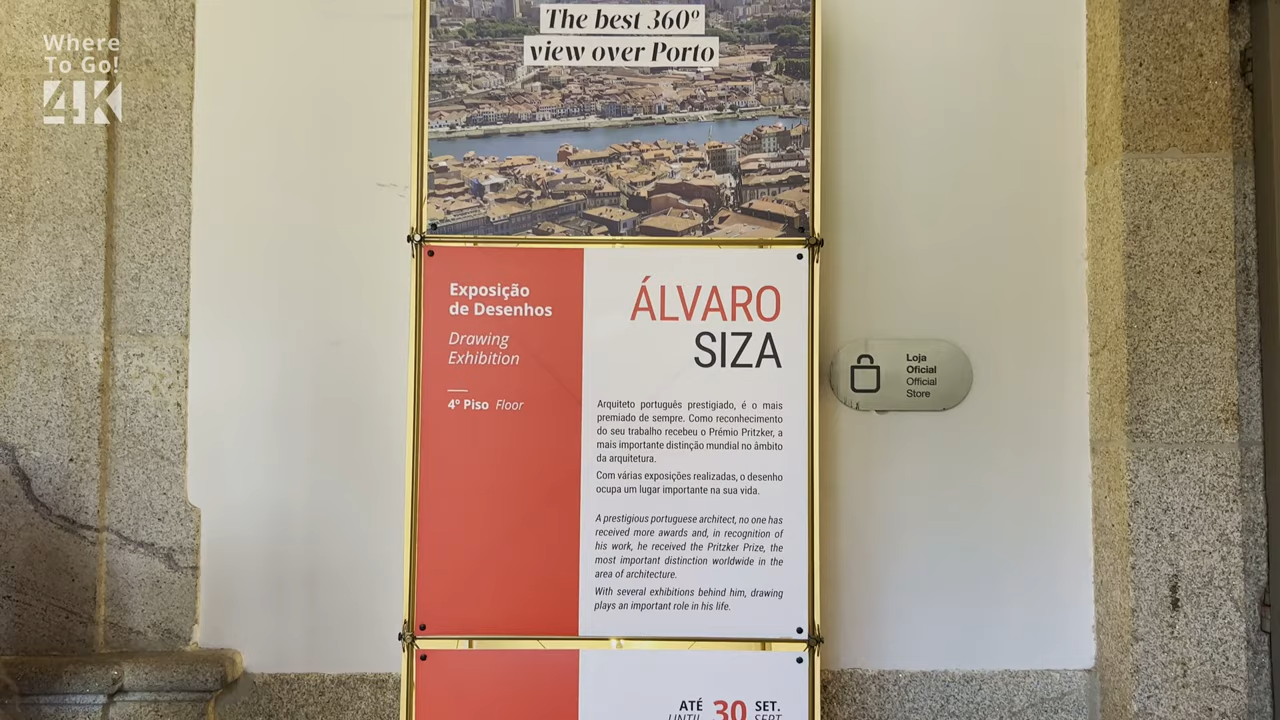 Where
To Go!
4K
The best 360º
view over Porto
Exposição
de Desenhos
Drawing
Exhibition
4º Piso Floor
ÁLVARO
SIZA
Arquiteto português prestigiado, é o mais
premiado de sempre. Como reconhecimento
do seu trabalho recebeu o Prémio Pritzker, a
mais importante distinção mundial no âmbito
da arquitetura.
Com várias exposições realizadas, o desenho
ocupa um lugar importante na sua vida.
A prestigious portuguese architect, no one has
received more awards and, in recognition of
his work, he received the Pritzker Prize, the
most important distinction worldwide in the
area of architecture.
With several exhibitions behind him, drawing
plays an important role in his life.
Loja
Oficial
Official
Store
ATÉ 30 SET.
UNTIL SEPT